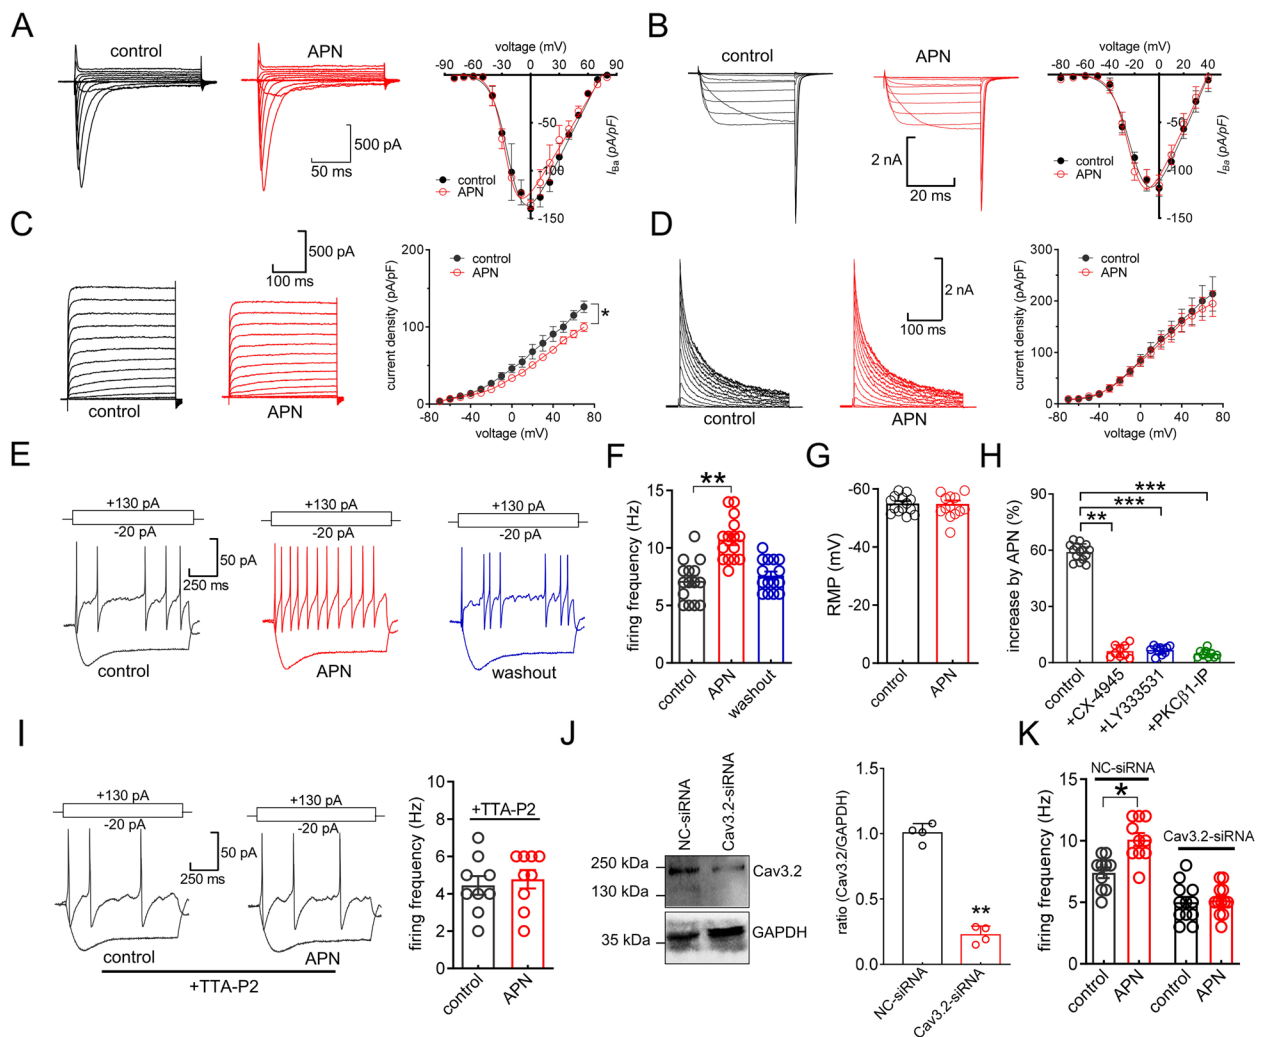 A
control
APN
500 pA
50 ms
voltage (mV)
-90 -60 -30 0 30 60 90
-50
-100
-150
I_Ba (pA/pF)
control
APN
B
control
APN
2 nA
20 ms
voltage (mV)
-80 -60 -40 -20 0 20 40
-50
-100
-150
I_Ba (pA/pF)
control
APN
C
500 pA
100 ms
control
APN
current density (pA/pF)
200
100
0
control
APN
*
-80 -40 0 40 80
voltage (mV)
D
2 nA
100 ms
control
APN
current density (pA/pF)
300
200
100
0
control
APN
-80 -40 0 40 80
voltage (mV)
E
+130 pA
-20 pA
50 pA
250 ms
control
+130 pA
-20 pA
APN
+130 pA
-20 pA
washout
F
firing frequency (Hz)
15
10
5
0
**
control
APN
washout
G
RMP (mV)
-60
-40
-20
0
control
APN
H
increase by APN (%)
90
60
30
0
***
***
**
control
+CX-4945
+LY333531
+PKCβ1-IP
I
+130 pA
-20 pA
50 pA
250 ms
control
+130 pA
-20 pA
APN
+TTA-P2
firing frequency (Hz)
10
8
6
4
2
0
+TTA-P2
control
APN
J
NC-siRNA
Cav3.2-siRNA
250 kDa
130 kDa
35 kDa
Cav3.2
GAPDH
ratio (Cav3.2/GAPDH)
1.5
1.0
0.5
0.0
**
NC-siRNA
Cav3.2-siRNA
K
firing frequency (Hz)
15
10
5
0
NC-siRNA
*
Cav3.2-siRNA
control
APN
control
APN